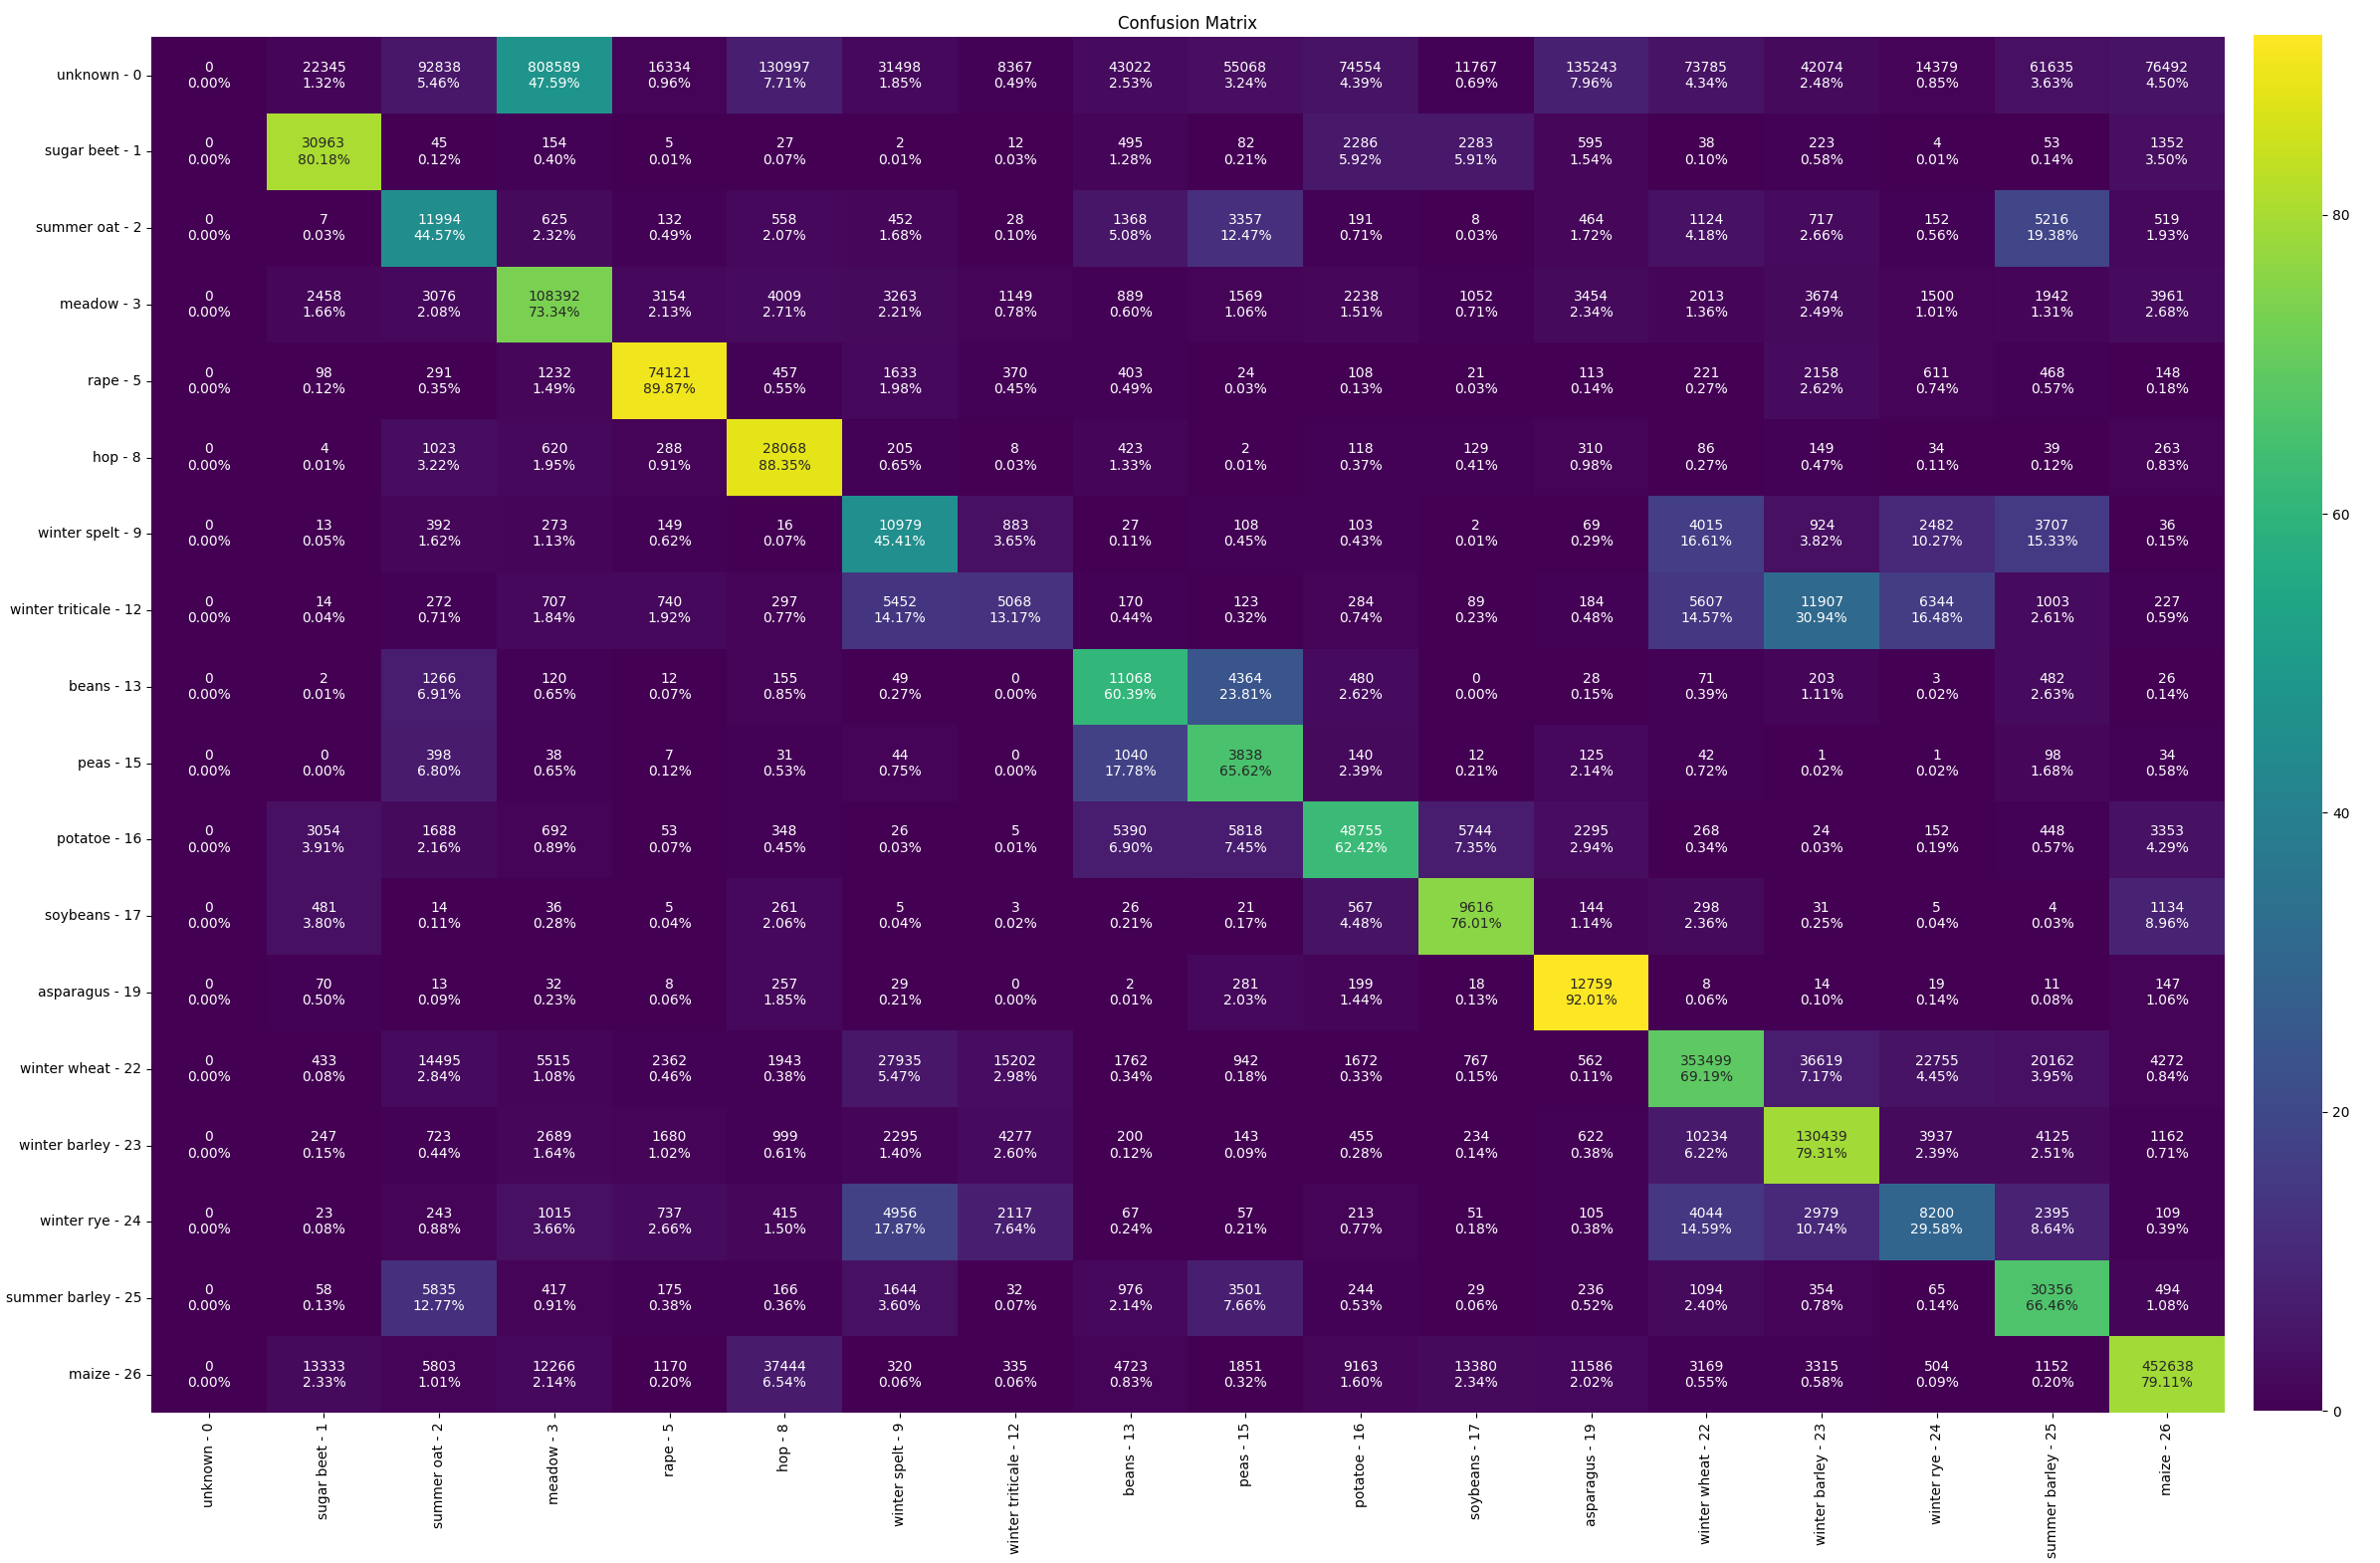 Confusion Matrix
unknown - 0 0 22345 92838 808589 16334 130997 31498 8367 43022 55068 74554 11767 135243 73785 42074 14379 61635 76492
0.00% 1.32% 5.46% 47.59% 0.96% 7.71% 1.85% 0.49% 2.53% 3.24% 4.39% 0.69% 7.96% 4.34% 2.48% 0.85% 3.63% 4.50%
sugar beet - 1 0 30963 45 154 5 27 2 12 495 82 2286 2283 595 38 223 4 53 1352
0.00% 80.18% 0.12% 0.40% 0.01% 0.07% 0.01% 0.03% 1.28% 0.21% 5.92% 5.91% 1.54% 0.10% 0.58% 0.01% 0.14% 3.50%
summer oat - 2 0 7 11994 625 132 558 452 28 1368 3357 191 8 464 1124 717 152 5216 519
0.00% 0.03% 44.57% 2.32% 0.49% 2.07% 1.68% 0.10% 5.08% 12.47% 0.71% 0.03% 1.72% 4.18% 2.66% 0.56% 19.38% 1.93%
meadow - 3 0 2458 3076 108392 3154 4009 3263 1149 889 1569 2238 1052 3454 2013 3674 1500 1942 3961
0.00% 1.66% 2.08% 73.34% 2.13% 2.71% 2.21% 0.78% 0.60% 1.06% 1.51% 0.71% 2.34% 1.36% 2.49% 1.01% 1.31% 2.68%
rape - 5 0 98 291 1232 74121 457 1633 370 403 24 108 21 113 221 2158 611 468 148
0.00% 0.12% 0.35% 1.49% 89.87% 0.55% 1.98% 0.45% 0.49% 0.03% 0.13% 0.03% 0.14% 0.27% 2.62% 0.74% 0.57% 0.18%
hop - 8 0 4 1023 620 288 28068 205 8 423 2 118 129 310 86 149 34 39 263
0.00% 0.01% 3.22% 1.95% 0.91% 88.35% 0.65% 0.03% 1.33% 0.01% 0.37% 0.41% 0.98% 0.27% 0.47% 0.11% 0.12% 0.83%
winter spelt - 9 0 13 392 273 149 16 10979 883 27 108 103 2 69 4015 924 2482 3707 36
0.00% 0.05% 1.62% 1.13% 0.62% 0.07% 45.41% 3.65% 0.11% 0.45% 0.43% 0.01% 0.29% 16.61% 3.82% 10.27% 15.33% 0.15%
winter triticale - 12 0 14 272 707 740 297 5452 5068 170 123 284 89 184 5607 11907 6344 1003 227
0.00% 0.04% 0.71% 1.84% 1.92% 0.77% 14.17% 13.17% 0.44% 0.32% 0.74% 0.23% 0.48% 14.57% 30.94% 16.48% 2.61% 0.59%
beans - 13 0 2 1266 120 12 155 49 0 11068 4364 480 0 28 71 203 3 482 26
0.00% 0.01% 6.91% 0.65% 0.07% 0.85% 0.27% 0.00% 60.39% 23.81% 2.62% 0.00% 0.15% 0.39% 1.11% 0.02% 2.63% 0.14%
peas - 15 0 0 398 38 7 31 44 0 1040 3838 140 12 125 42 1 1 98 34
0.00% 0.00% 6.80% 0.65% 0.12% 0.53% 0.75% 0.00% 17.78% 65.62% 2.39% 0.21% 2.14% 0.72% 0.02% 0.02% 1.68% 0.58%
potatoe - 16 0 3054 1688 692 53 348 26 5 5390 5818 48755 5744 2295 268 24 152 448 3353
0.00% 3.91% 2.16% 0.89% 0.07% 0.45% 0.03% 0.01% 6.90% 7.45% 62.42% 7.35% 2.94% 0.34% 0.03% 0.19% 0.57% 4.29%
soybeans - 17 0 481 14 36 5 261 5 3 26 21 567 9616 144 298 31 5 4 1134
0.00% 3.80% 0.11% 0.28% 0.04% 2.06% 0.04% 0.02% 0.21% 0.17% 4.48% 76.01% 1.14% 2.36% 0.25% 0.04% 0.03% 8.96%
asparagus - 19 0 70 13 32 8 257 29 0 2 281 199 18 12759 8 14 19 11 147
0.00% 0.50% 0.09% 0.23% 0.06% 1.85% 0.21% 0.00% 0.01% 2.03% 1.44% 0.13% 92.01% 0.06% 0.10% 0.14% 0.08% 1.06%
winter wheat - 22 0 433 14495 5515 2362 1943 27935 15202 1762 942 1672 767 562 353499 36619 22755 20162 4272
0.00% 0.08% 2.84% 1.08% 0.46% 0.38% 5.47% 2.98% 0.34% 0.18% 0.33% 0.15% 0.11% 69.19% 7.17% 4.45% 3.95% 0.84%
winter barley - 23 0 247 723 2689 1680 999 2295 4277 200 143 455 234 622 10234 130439 3937 4125 1162
0.00% 0.15% 0.44% 1.64% 1.02% 0.61% 1.40% 2.60% 0.12% 0.09% 0.28% 0.14% 0.38% 6.22% 79.31% 2.39% 2.51% 0.71%
winter rye - 24 0 23 243 1015 737 415 4956 2117 67 57 213 51 105 4044 2979 8200 2395 109
0.00% 0.08% 0.88% 3.66% 2.66% 1.50% 17.87% 7.64% 0.24% 0.21% 0.77% 0.18% 0.38% 14.59% 10.74% 29.58% 8.64% 0.39%
summer barley - 25 0 58 5835 417 175 166 1644 32 976 3501 244 29 236 1094 354 65 30356 494
0.00% 0.13% 12.77% 0.91% 0.38% 0.36% 3.60% 0.07% 2.14% 7.66% 0.53% 0.06% 0.52% 2.40% 0.78% 0.14% 66.46% 1.08%
maize - 26 0 13333 5803 12266 1170 37444 320 335 4723 1851 9163 13380 11586 3169 3315 504 1152 452638
0.00% 2.33% 1.01% 2.14% 0.20% 6.54% 0.06% 0.06% 0.83% 0.32% 1.60% 2.34% 2.02% 0.55% 0.58% 0.09% 0.20% 79.11%
unknown - 0
sugar beet - 1
summer oat - 2
meadow - 3
rape - 5
hop - 8
winter spelt - 9
winter triticale - 12
beans - 13
peas - 15
potatoe - 16
soybeans - 17
asparagus - 19
winter wheat - 22
winter barley - 23
winter rye - 24
summer barley - 25
maize - 26
80
60
40
20
0